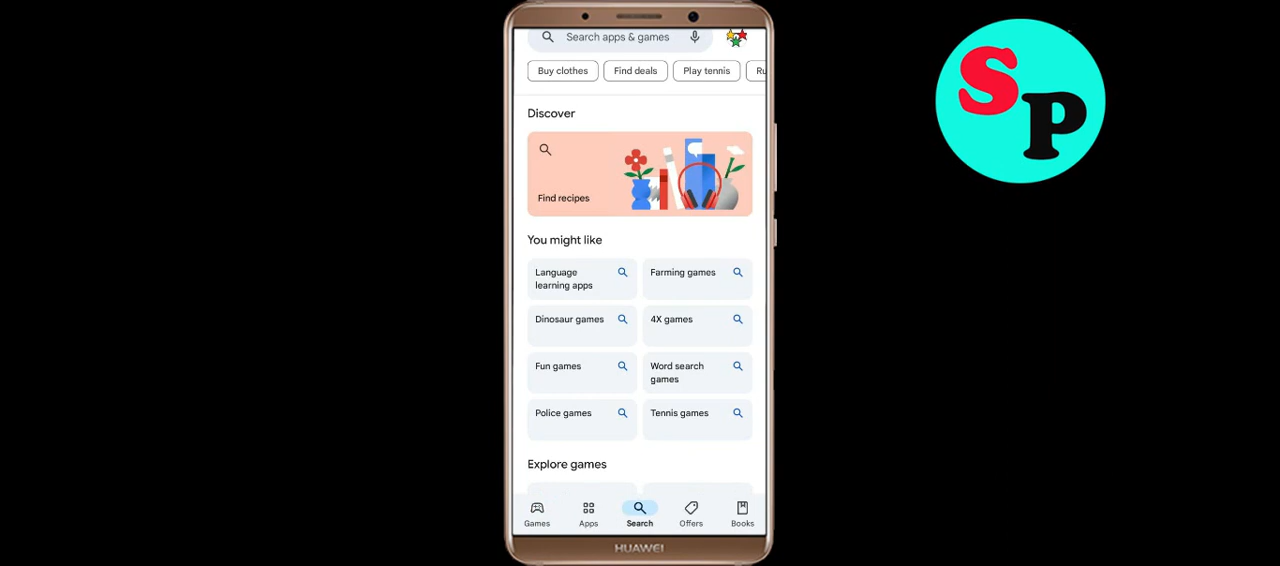 Search apps & games
Buy clothes Find deals Play tennis Ru
Discover
Find recipes
You might like
Language
learning apps
Farming games
Dinosaur games
4X games
Fun games
Word search
games
Police games
Tennis games
Explore games
Games Apps Search Offers Books
HUAWEI
SP